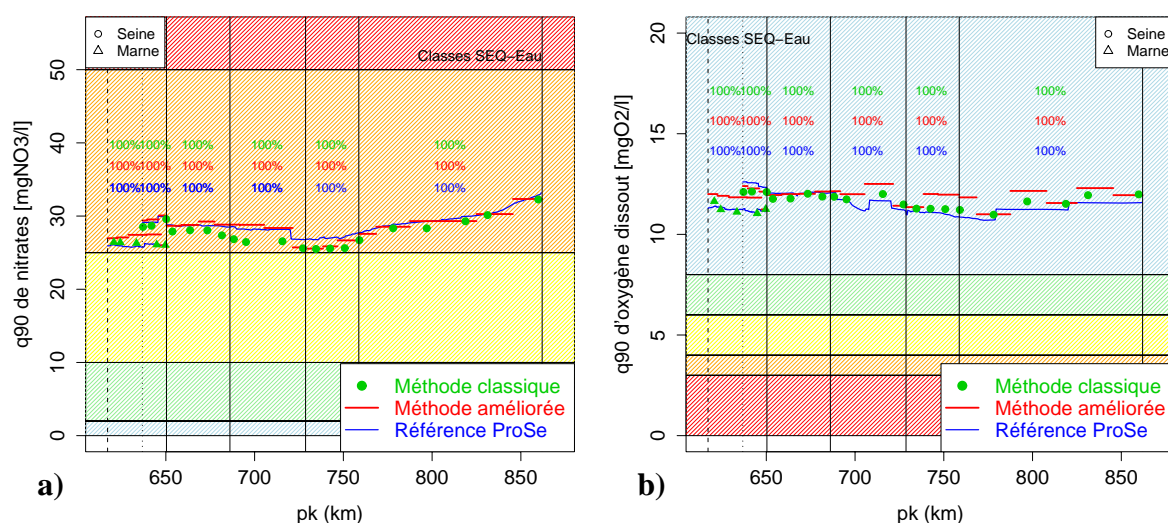 Seine
Marne
Classes SEQ−Eau
100% 100% 100% 100% 100% 100%
100% 100% 100% 100% 100% 100%
100% 100% 100% 100% 100% 100%
q90 de nitrates [mgNO3/l]
50
40
30
20
10
0
Méthode classique
Méthode améliorée
Référence ProSe
650 700 750 800 850
pk (km)
a)
Classes SEQ−Eau
Seine
Marne
100% 100% 100% 100% 100% 100%
100% 100% 100% 100% 100% 100%
100% 100% 100% 100% 100% 100%
q90 d'oxygène dissout [mgO2/l]
20
15
10
5
0
Méthode classique
Méthode améliorée
Référence ProSe
650 700 750 800 850
pk (km)
b)